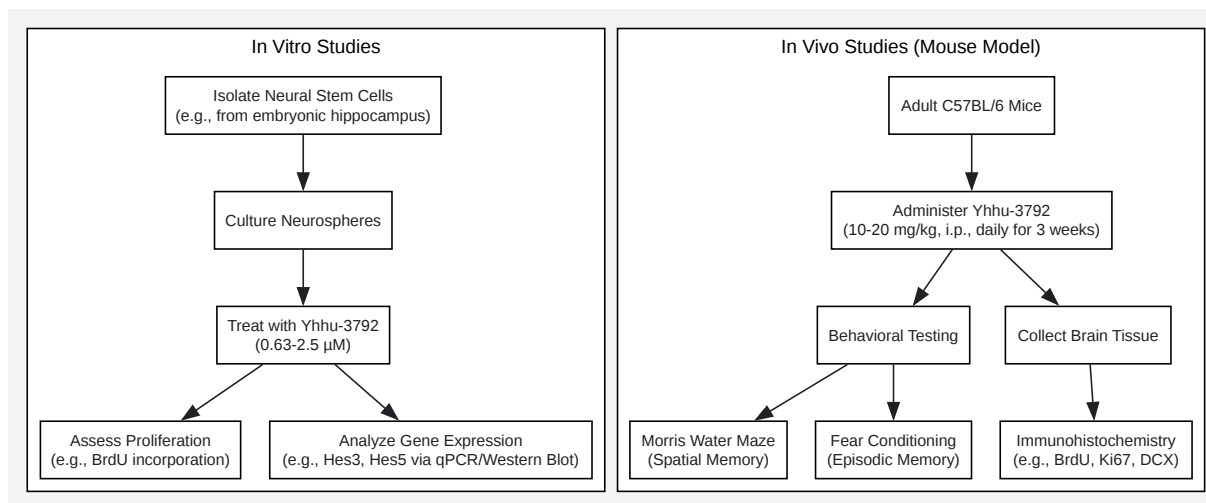 In Vitro Studies
Isolate Neural Stem Cells
(e.g., from embryonic hippocampus)
Culture Neurospheres
Treat with Yhhu-3792
(0.63-2.5 µM)
Assess Proliferation
(e.g., BrdU incorporation)
Analyze Gene Expression
(e.g., Hes3, Hes5 via qPCR/Western Blot)
In Vivo Studies (Mouse Model)
Adult C57BL/6 Mice
Administer Yhhu-3792
(10-20 mg/kg, i.p., daily for 3 weeks)
Behavioral Testing
Collect Brain Tissue
Morris Water Maze
(Spatial Memory)
Fear Conditioning
(Episodic Memory)
Immunohistochemistry
(e.g., BrdU, Ki67, DCX)